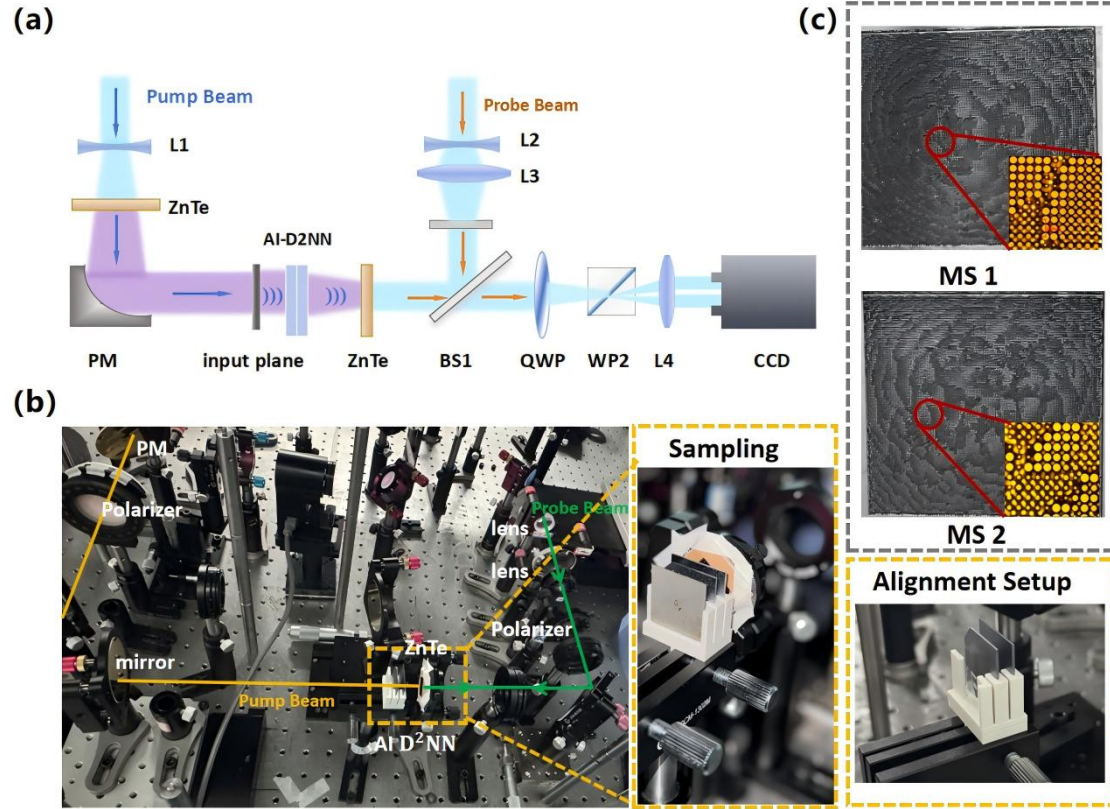 (a)
Pump Beam
L1
ZnTe
Probe Beam
L2
L3
AI-D2NN
PM
input plane
ZnTe
BS1
QWP
WP2
L4
CCD
(b)
PM
Polarizer
mirror
Pump Beam
ZnTe
AI D²NN
lens
Probe Beam
lens
Polarizer
Sampling
(c)
MS 1
MS 2
Alignment Setup